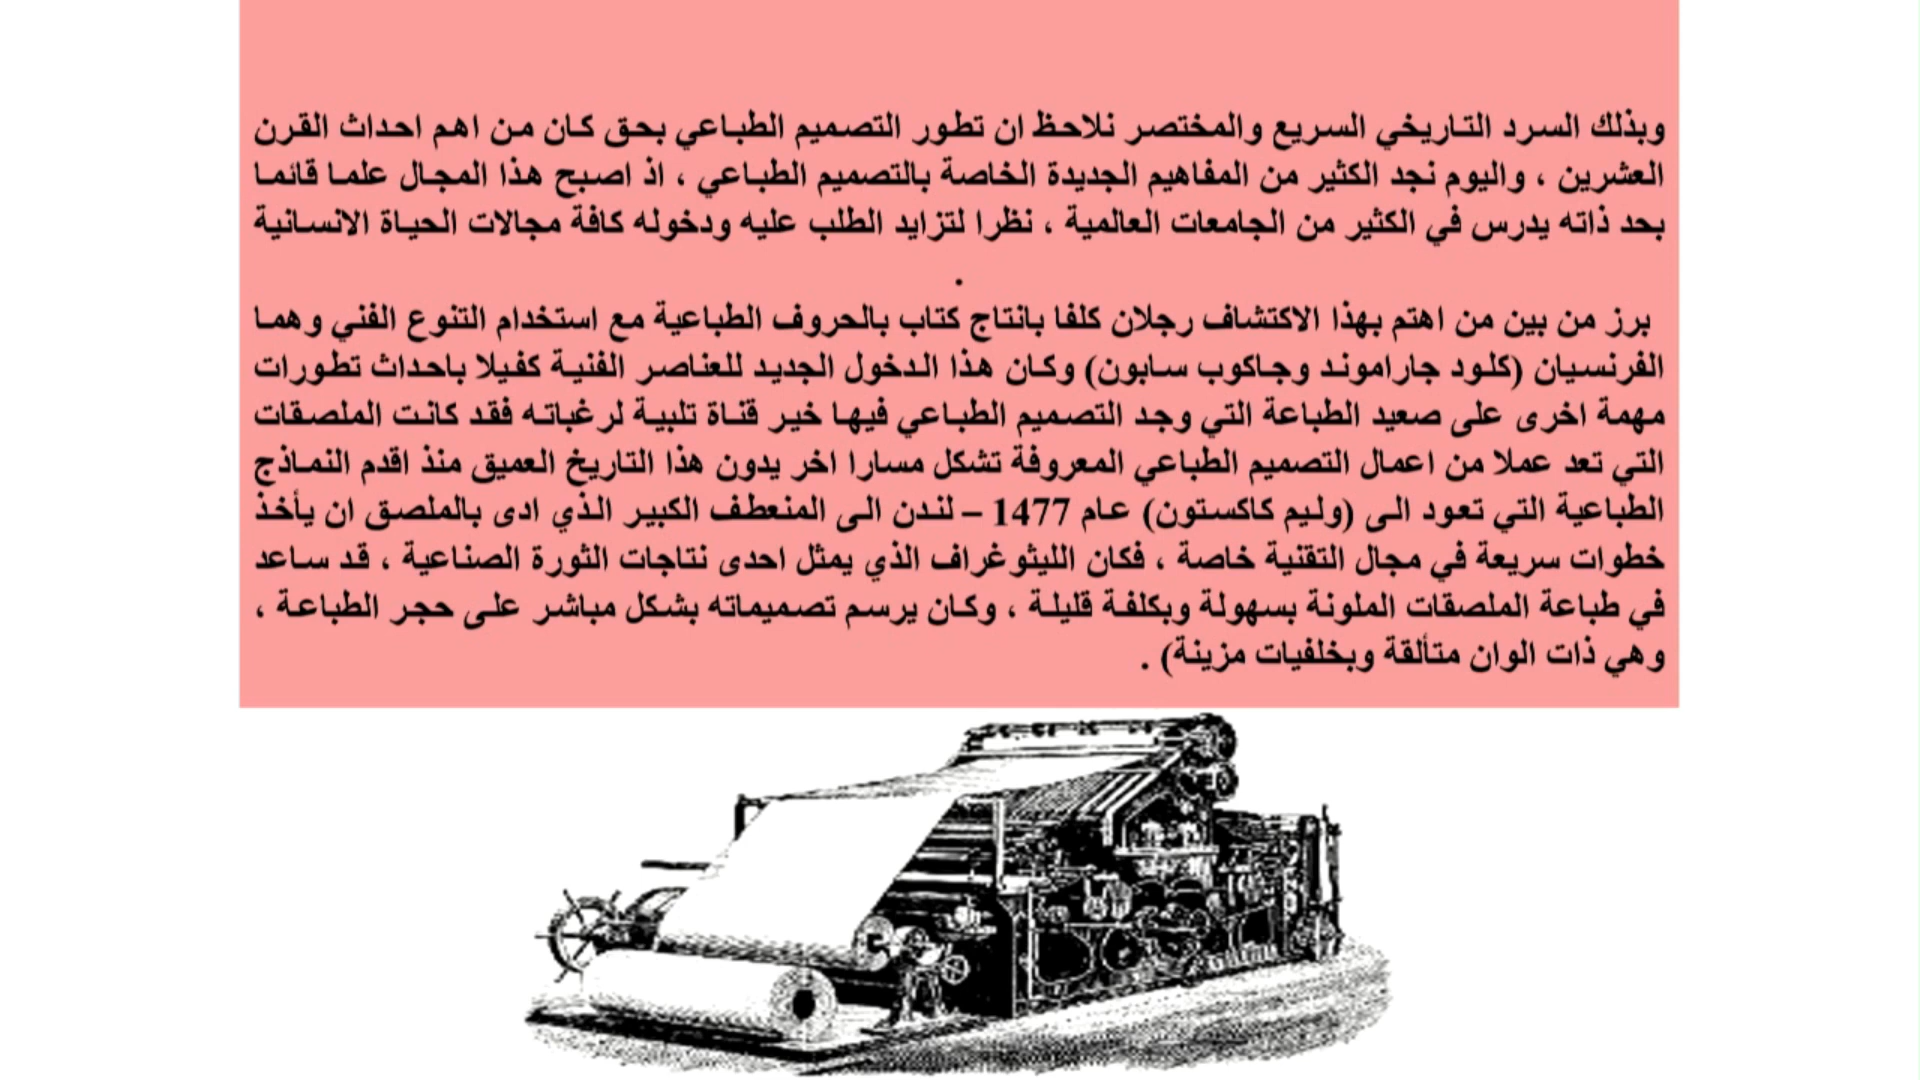 وبذلك السرد التاريخي السريع والمختصر نلاحظ ان تطور التصميم الطباعي بحق كان من اهم احداث القرن
العشرين ، واليوم نجد الكثير من المفاهيم الجديدة الخاصة بالتصميم الطباعي ، اذ اصبح هذا المجال علما قائما
بحد ذاته يدرس في الكثير من الجامعات العالمية ، نظرا لتزايد الطلب عليه ودخوله كافة مجالات الحياة الانسانية
.
برز من بين من اهتم بهذا الاكتشاف رجلان كلفا بانتاج كتاب بالحروف الطباعية مع استخدام التنوع الفني وهما
الفرنسيان (كلود جاراموند وجاكوب سابون) وكان هذا الدخول الجديد للعناصر الفنية كفيلا باحداث تطورات
مهمة اخرى على صعيد الطباعة التي وجد التصميم الطباعي فيها خير قناة تلبية لرغباته فقد كانت الملصقات
التي تعد عملا من اعمال التصميم الطباعي المعروفة تشكل مسارا اخر يدون هذا التاريخ العميق منذ اقدم النماذج
الطباعية التي تعود الى (وليم كاكستون) عام 1477 – لندن الى المنعطف الكبير الذي ادى بالملصق ان يأخذ
خطوات سريعة في مجال التقنية خاصة ، فكان الليثوغراف الذي يمثل احدى نتاجات الثورة الصناعية ، قد ساعد
في طباعة الملصقات الملونة بسهولة وبكلفة قليلة ، وكان يرسم تصميماته بشكل مباشر على حجر الطباعة ،
وهي ذات الوان متألقة وبخلفيات مزينة) .